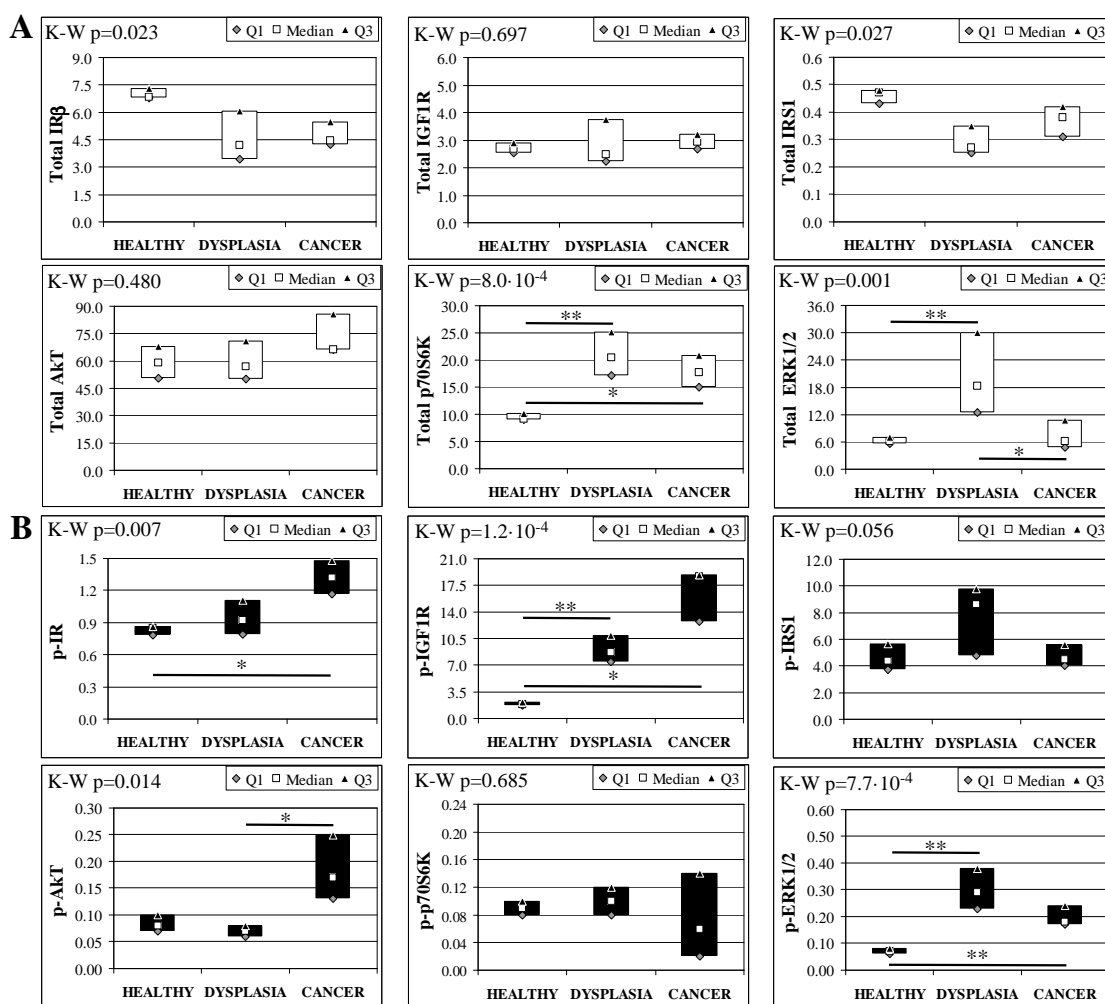 A
K-W p=0.023
Q1 Median Q3
Total IRβ
9.0
7.5
6.0
4.5
3.0
1.5
0.0
HEALTHY DYSPLASIA CANCER
K-W p=0.697
Q1 Median Q3
Total IGF1R
6.0
5.0
4.0
3.0
2.0
1.0
0.0
HEALTHY DYSPLASIA CANCER
K-W p=0.027
Q1 Median Q3
Total IRS1
0.6
0.5
0.4
0.3
0.2
0.1
0.0
HEALTHY DYSPLASIA CANCER
K-W p=0.480
Q1 Median Q3
Total AkT
90.0
75.0
60.0
45.0
30.0
15.0
0.0
HEALTHY DYSPLASIA CANCER
K-W p=8.0·10-4
Q1 Median Q3
Total p70S6K
30.0
25.0
20.0
15.0
10.0
5.0
0.0
**
*
HEALTHY DYSPLASIA CANCER
K-W p=0.001
Q1 Median Q3
Total ERK1/2
36.0
30.0
24.0
18.0
12.0
6.0
0.0
**
*
HEALTHY DYSPLASIA CANCER
B
K-W p=0.007
Q1 Median Q3
p-IR
1.5
1.2
0.9
0.6
0.3
0.0
*
HEALTHY DYSPLASIA CANCER
K-W p=1.2·10-4
Q1 Median Q3
p-IGF1R
21.0
17.5
14.0
10.5
7.0
3.5
0.0
**
*
HEALTHY DYSPLASIA CANCER
K-W p=0.056
Q1 Median Q3
p-IRS1
12.0
10.0
8.0
6.0
4.0
2.0
0.0
HEALTHY DYSPLASIA CANCER
K-W p=0.014
Q1 Median Q3
p-AkT
0.30
0.25
0.20
0.15
0.10
0.05
0.00
*
HEALTHY DYSPLASIA CANCER
K-W p=0.685
Q1 Median Q3
p-p70S6K
0.24
0.20
0.16
0.12
0.08
0.04
0.00
HEALTHY DYSPLASIA CANCER
K-W p=7.7·10-4
Q1 Median Q3
p-ERK1/2
0.60
0.50
0.40
0.30
0.20
0.10
0.00
**
**
HEALTHY DYSPLASIA CANCER